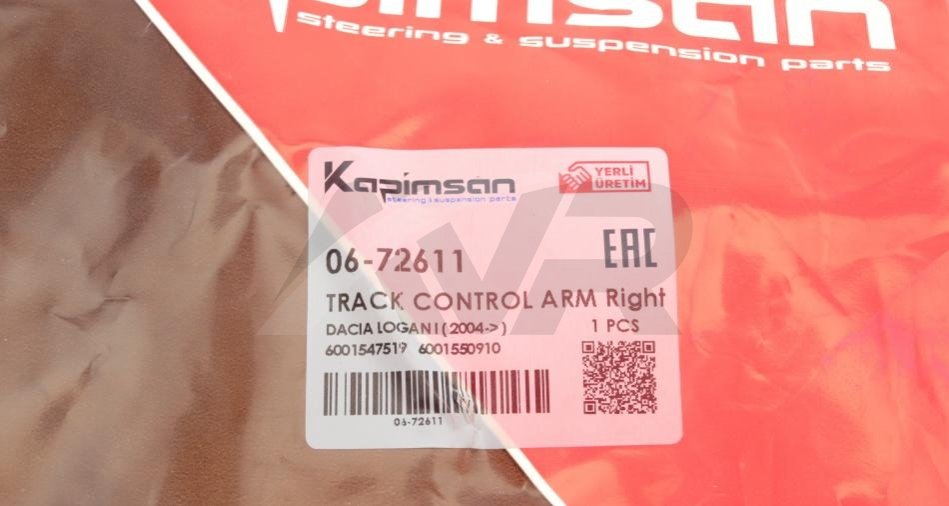 Kapimsan
steering & suspension parts
Kapimsan
steering & suspension parts
YERLİ
ÜRETİM
06-72611
EAC
TRACK CONTROL ARM Right
DACIA LOGAN I ( 2004-> )
1 PCS
6001547519 6001550910
06-72611